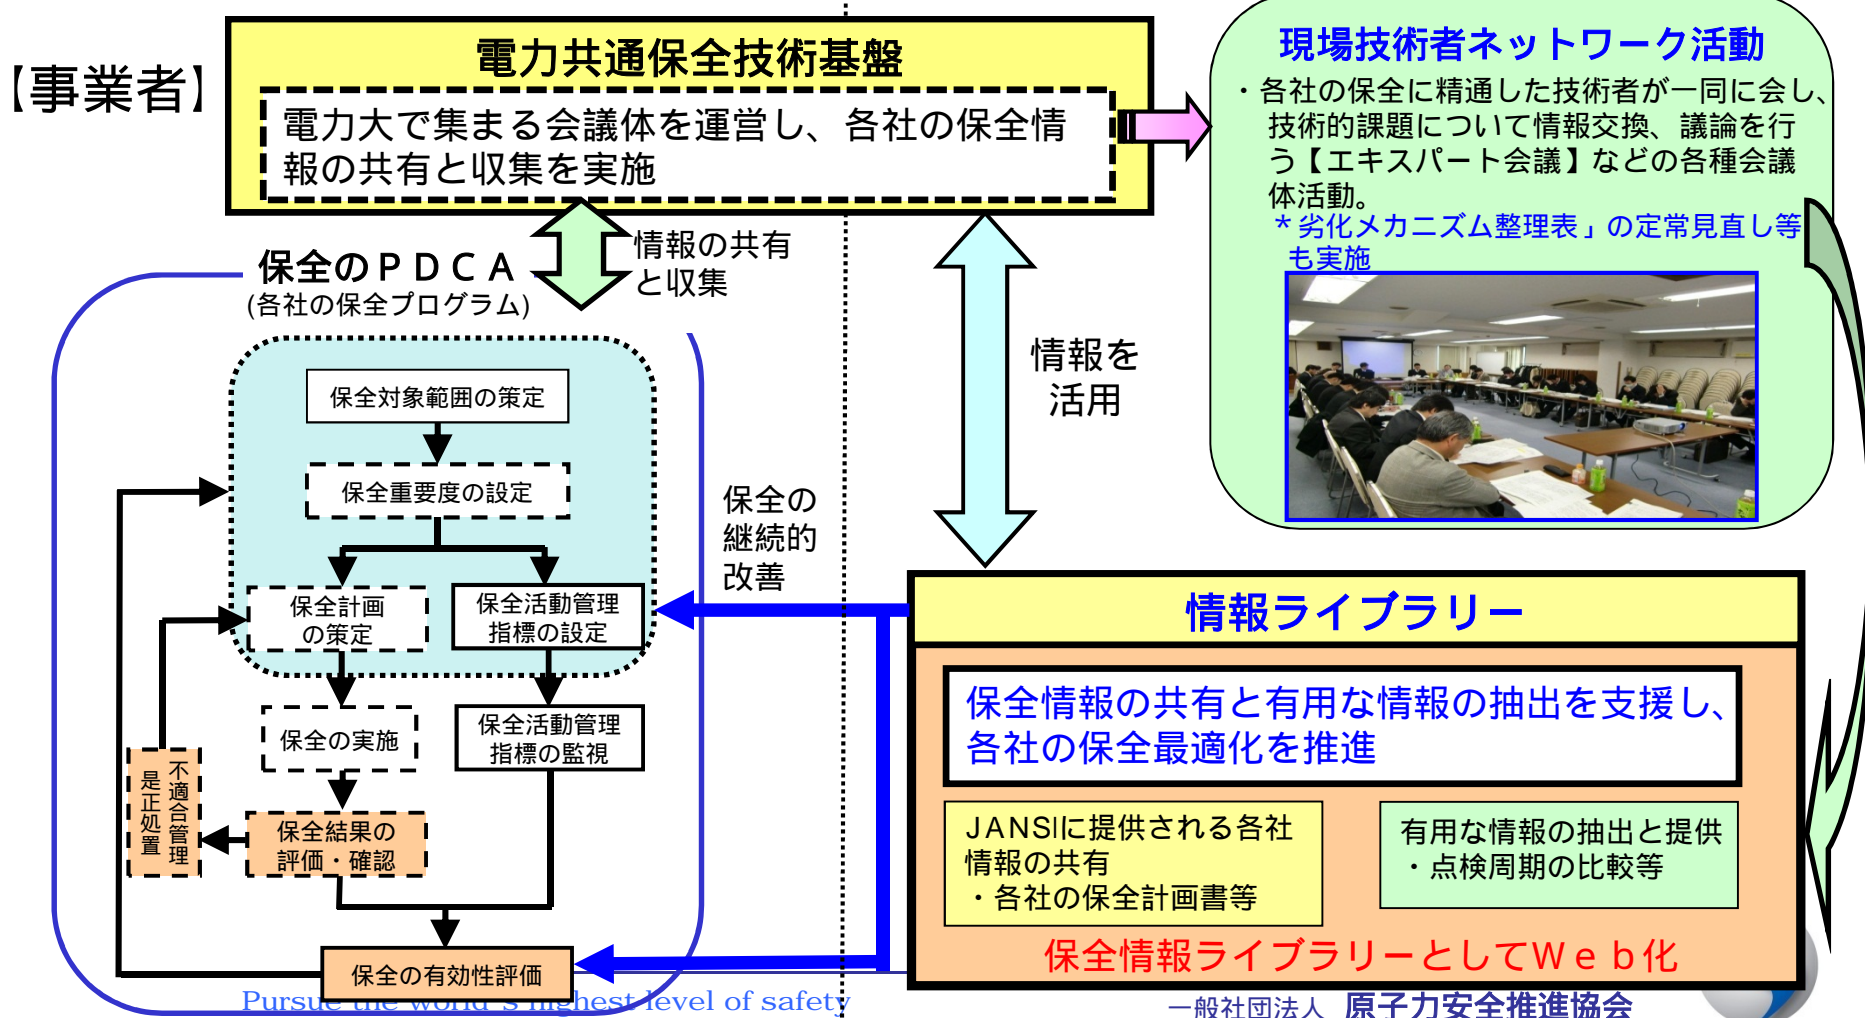 【事業者】
電力共通保全技術基盤
電力大で集まる会議体を運営し、各社の保全情
報の共有と収集を実施
現場技術者ネットワーク活動
・各社の保全に精通した技術者が一同に会し、
技術的課題について情報交換、議論を行
う【エキスパート会議】などの各種会議
体活動。
*劣化メカニズム整理表」の定常見直し等
も実施
情報の共有
と収集
保全のPDCA
(各社の保全プログラム)
保全対象範囲の策定
保全重要度の設定
保全計画
の策定
保全活動管理
指標の設定
保全の実施
保全活動管理
指標の監視
不適合管理
是正処置
保全結果の
評価・確認
保全の有効性評価
保全の
継続的
改善
情報を
活用
情報ライブラリー
保全情報の共有と有用な情報の抽出を支援し、
各社の保全最適化を推進
JANSIに提供される各社
情報の共有
・各社の保全計画書等
有用な情報の抽出と提供
・点検周期の比較等
保全情報ライブラリーとしてWeb化
Pursue the world's highest level of safety
一般社団法人 原子力安全推進協会